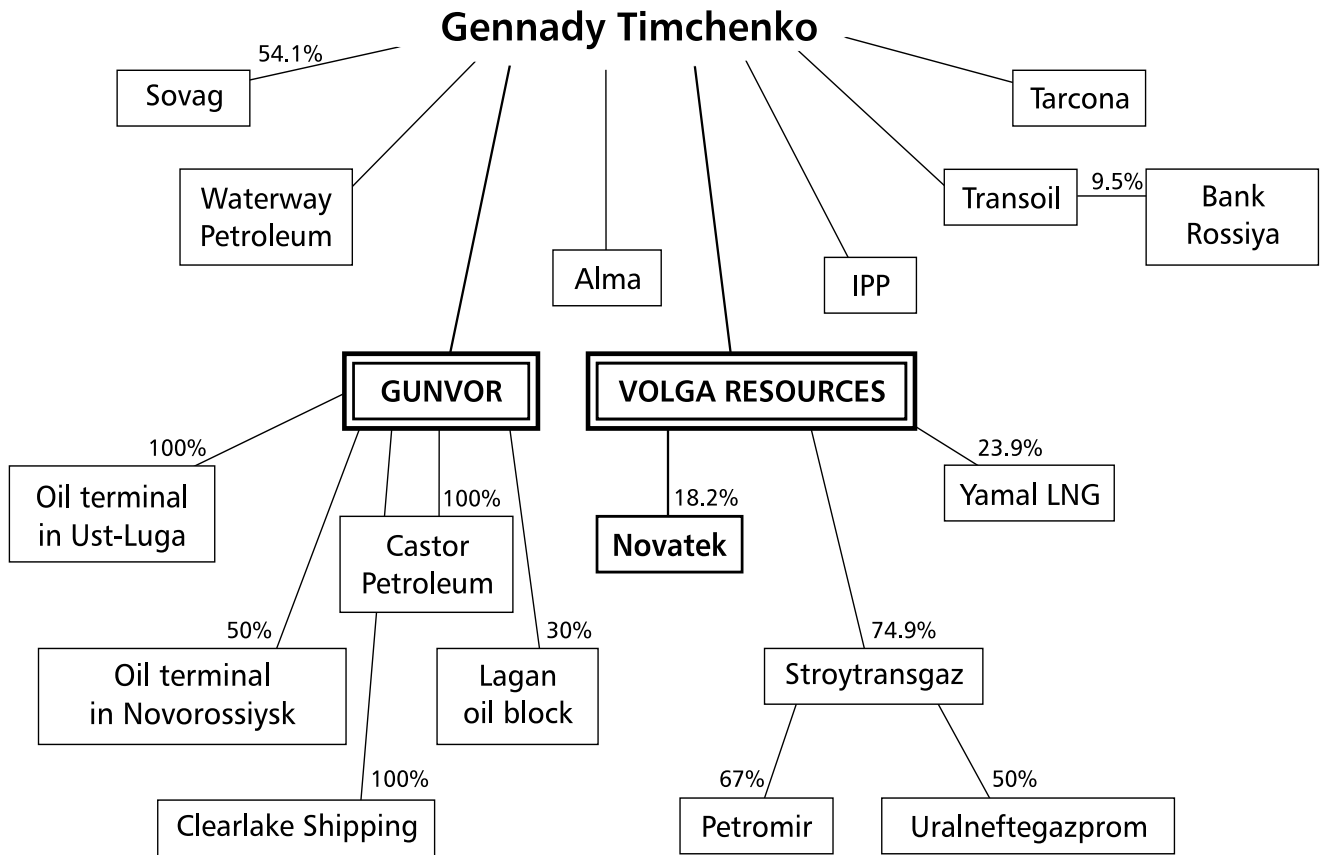 Gennady Timchenko
54.1%
Sovag
Tarcona
Waterway
Petroleum
Transoil
9.5%
Bank
Rossiya
Alma
IPP
GUNVOR
VOLGA RESOURCES
100%
Oil terminal
in Ust-Luga
100%
Castor
Petroleum
18.2%
Novatek
23.9%
Yamal LNG
50%
Oil terminal
in Novorossiysk
30%
Lagan
oil block
74.9%
Stroytransgaz
100%
Clearlake Shipping
67%
Petromir
50%
Uralneftegazprom